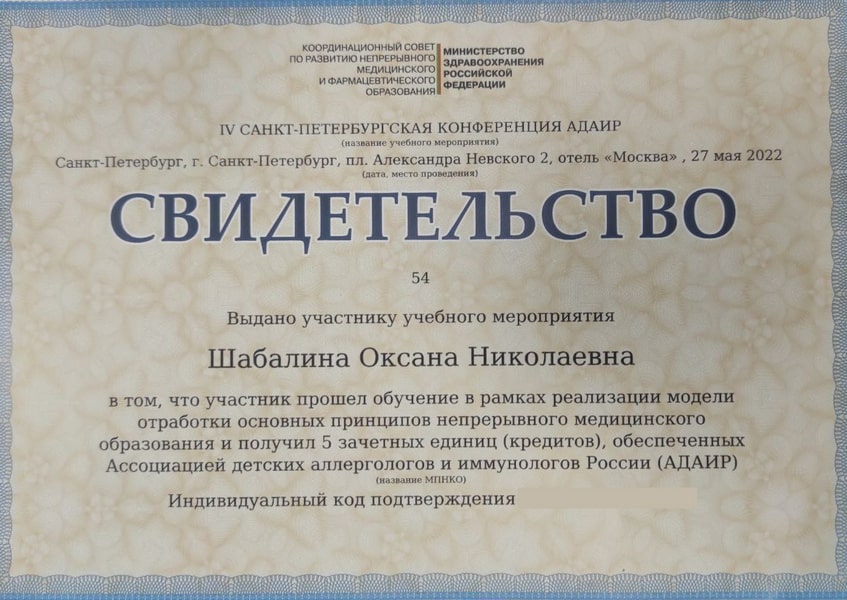 КООРДИНАЦИОННЫЙ СОВЕТ
ПО РАЗВИТИЮ НЕПРЕРЫВНОГО
МЕДИЦИНСКОГО
И ФАРМАЦЕВТИЧЕСКОГО
ОБРАЗОВАНИЯ
МИНИСТЕРСТВО
ЗДРАВООХРАНЕНИЯ
РОССИЙСКОЙ
ФЕДЕРАЦИИ
IV САНКТ-ПЕТЕРБУРГСКАЯ КОНФЕРЕНЦИЯ АДАИР
(название учебного мероприятия)
Санкт-Петербург, г. Санкт-Петербург, пл. Александра Невского 2, отель «Москва» , 27 мая 2022
(дата, место проведения)
СВИДЕТЕЛЬСТВО
54
Выдано участнику учебного мероприятия
Шабалина Оксана Николаевна
в том, что участник прошел обучение в рамках реализации модели
отработки основных принципов непрерывного медицинского
образования и получил 5 зачетных единиц (кредитов), обеспеченных
Ассоциацией детских аллергологов и иммунологов России (АДАИР)
(название МПНКО)
Индивидуальный код подтверждения